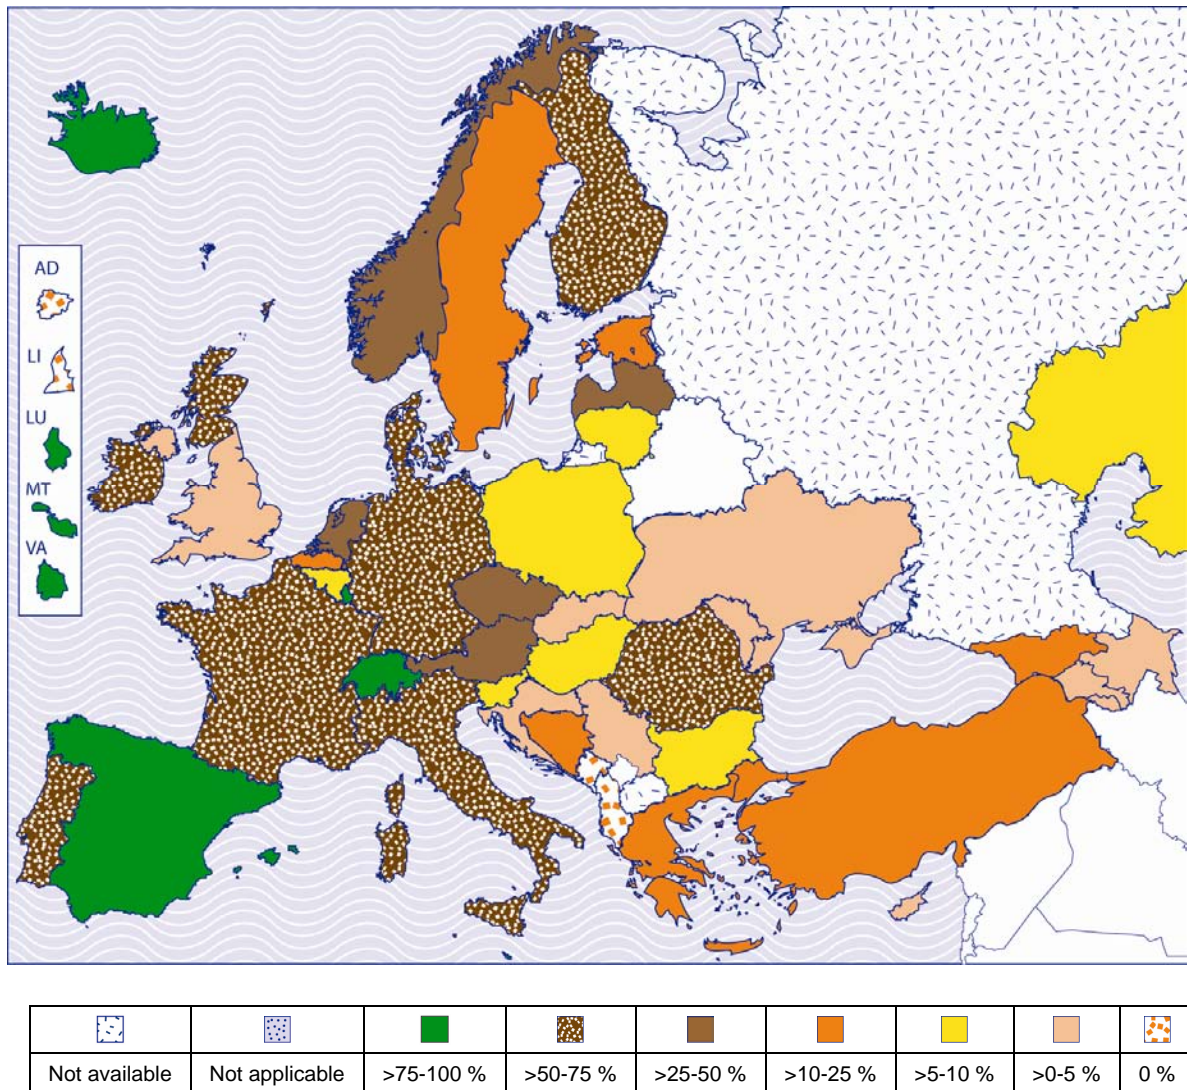 AD
LI
LU
MT
VA
Not available Not applicable >75-100 % >50-75 % >25-50 % >10-25 % >5-10 % >0-5 % 0 %